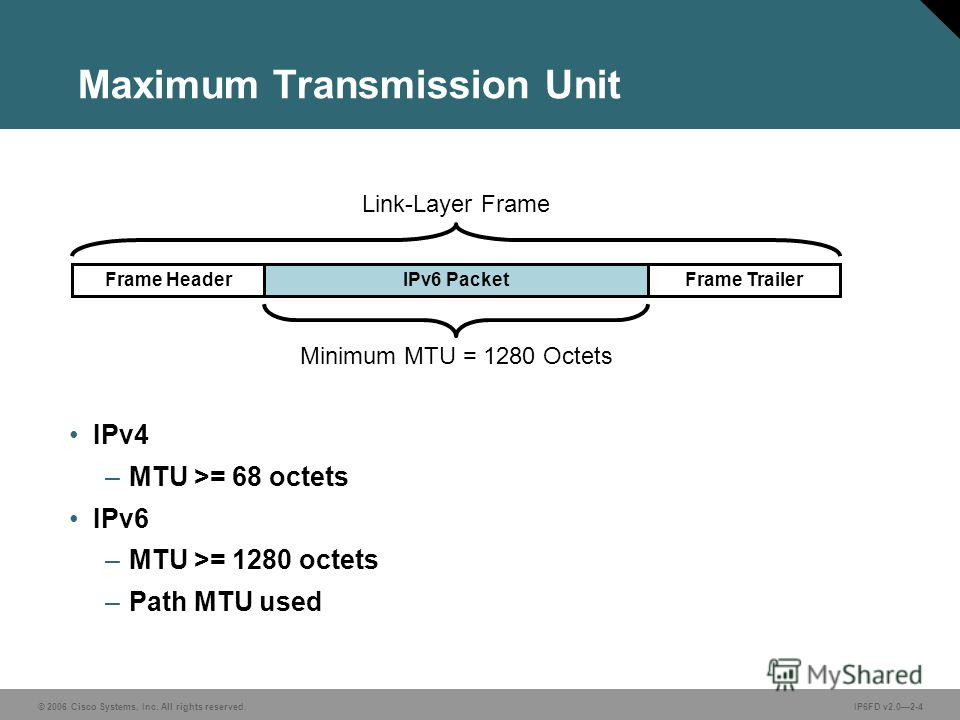 Maximum Transmission Unit
Link-Layer Frame
Frame Header IPv6 Packet Frame Trailer
Minimum MTU = 1280 Octets
• IPv4
– MTU >= 68 octets
• IPv6
– MTU >= 1280 octets
– Path MTU used
MyShared
© 2006 Cisco Systems, Inc. All rights reserved. IP6FD v2.0—2-4